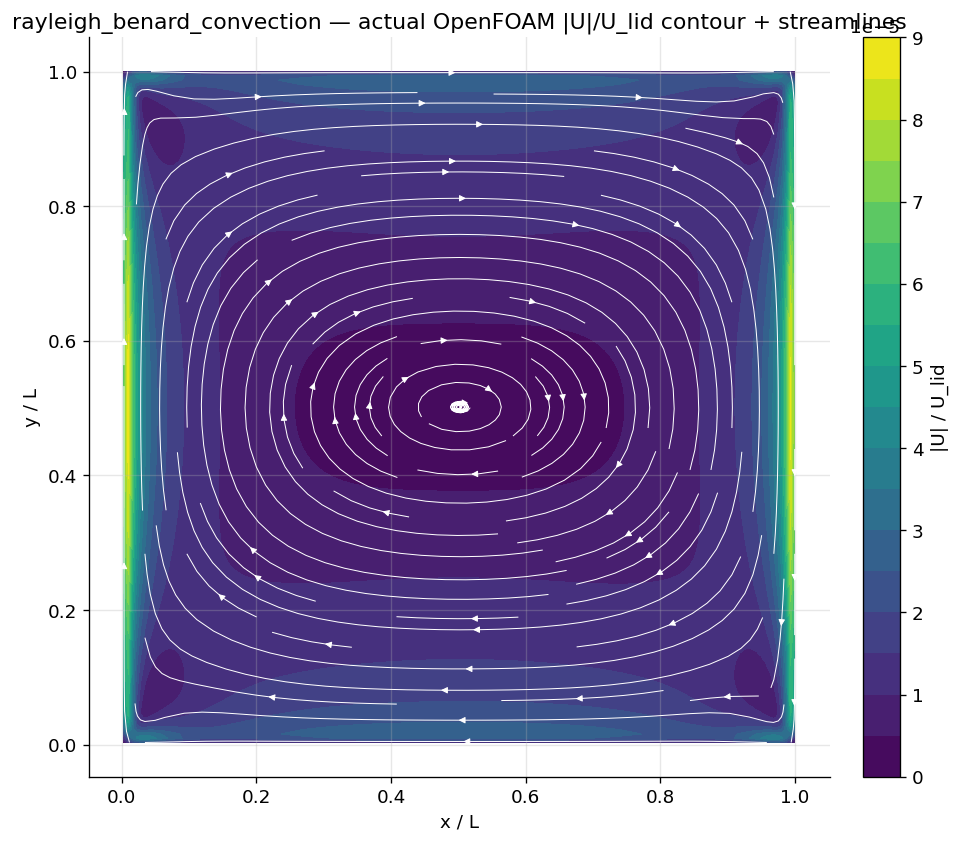 rayleigh_benard_convection — actual OpenFOAM |U|/U_lid contour + streamlines
1e−5
9
8
7
6
5
4
3
2
1
0
|U| / U_lid
1.0
0.8
0.6
0.4
0.2
0.0
y / L
0.0 0.2 0.4 0.6 0.8 1.0
x / L